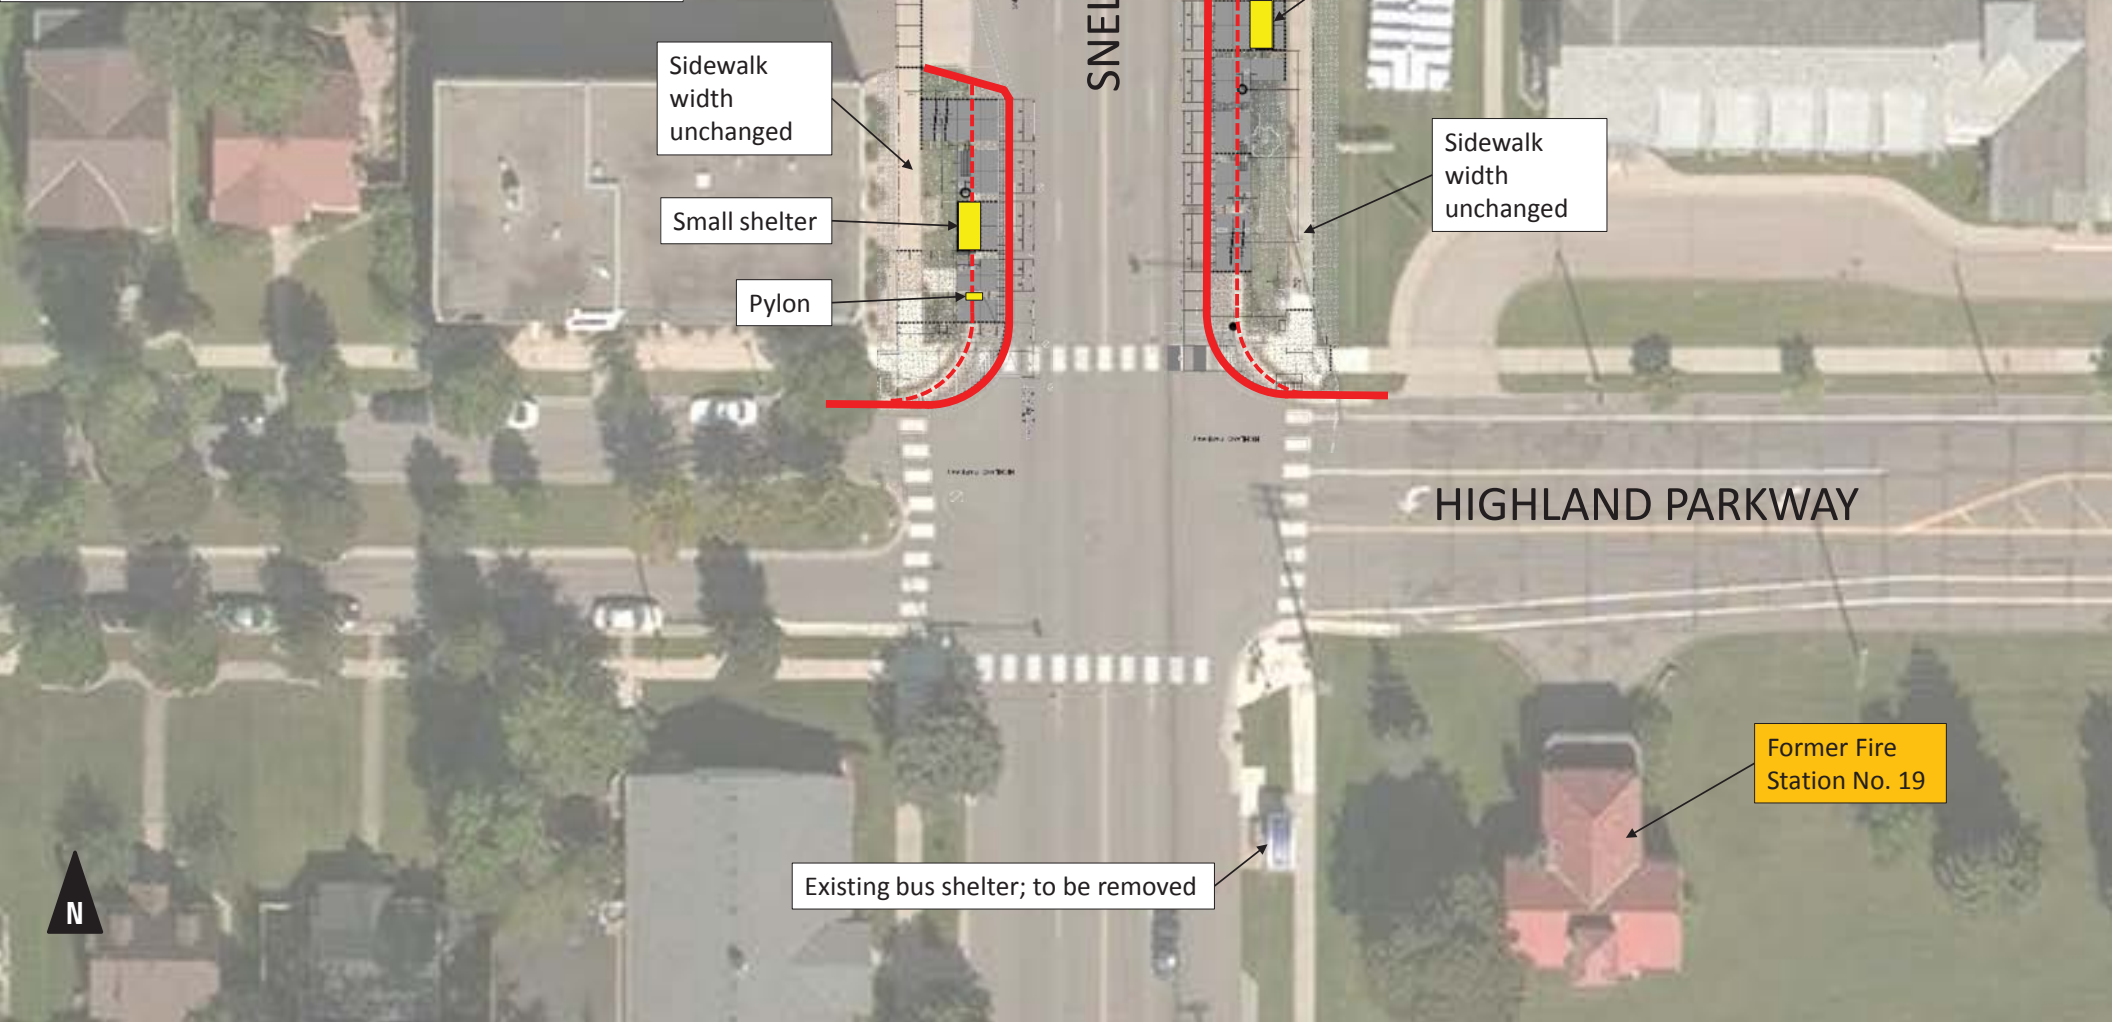 SNEL
Sidewalk
width
unchanged
Sidewalk
width
unchanged
Small shelter
Pylon
HIGHLAND PARKWAY
Former Fire
Station No. 19
Existing bus shelter; to be removed
N